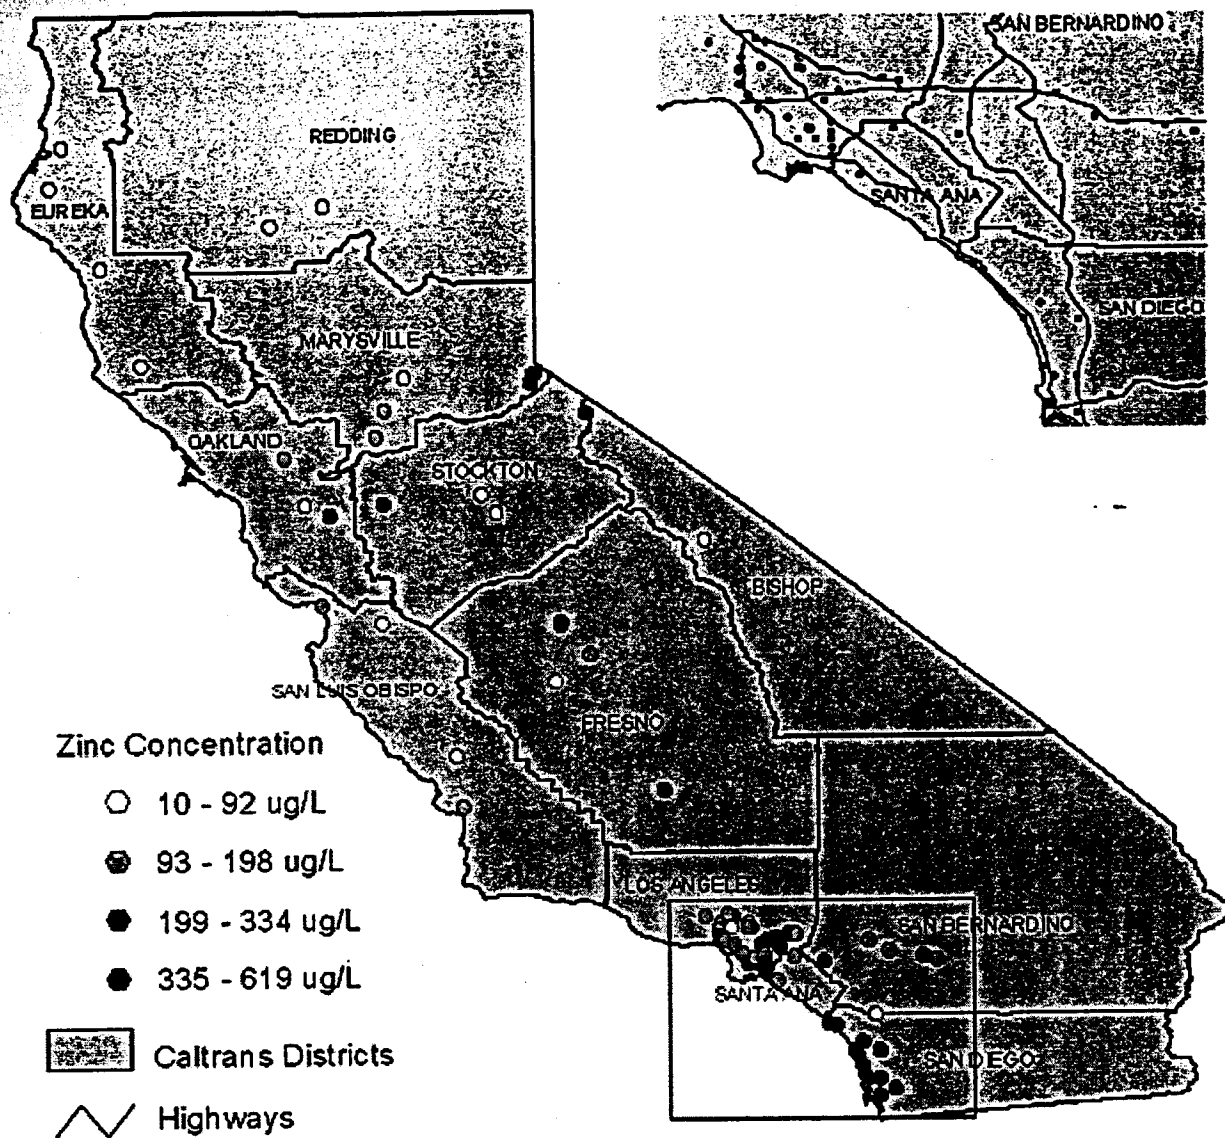 SAN BERNARDINO
REDDING
SANTA ANA
EUREKA
SAN DIEGO
MARYSVILLE
OAKLAND
STOCKTON
BISHOP
SAN LUIS OBISPO
FRESNO
Zinc Concentration
10 - 92 ug/L
93 - 198 ug/L
199 - 334 ug/L
335 - 619 ug/L
LOS ANGELES
SAN BERNARDINO
SANTA ANA
SAN DIEGO
Caltrans Districts
Highways